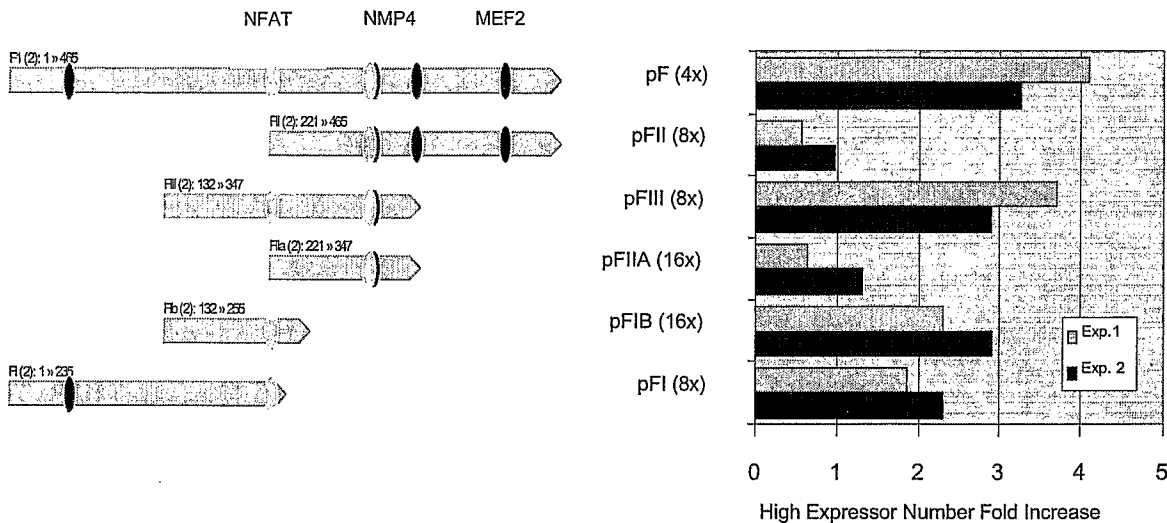 NFAT NMP4 MEF2
F1 (2): 1 » 465
FII (2): 221 » 465
FIII (2): 132 » 347
FIIa (2): 221 » 347
FIb (2): 132 » 255
FI (2): 1 » 235
pF (4x)
pFII (8x)
pFIII (8x)
pFIIA (16x)
pFIB (16x)
pFI (8x)
Exp.1
Exp. 2
0 1 2 3 4 5
High Expressor Number Fold Increase